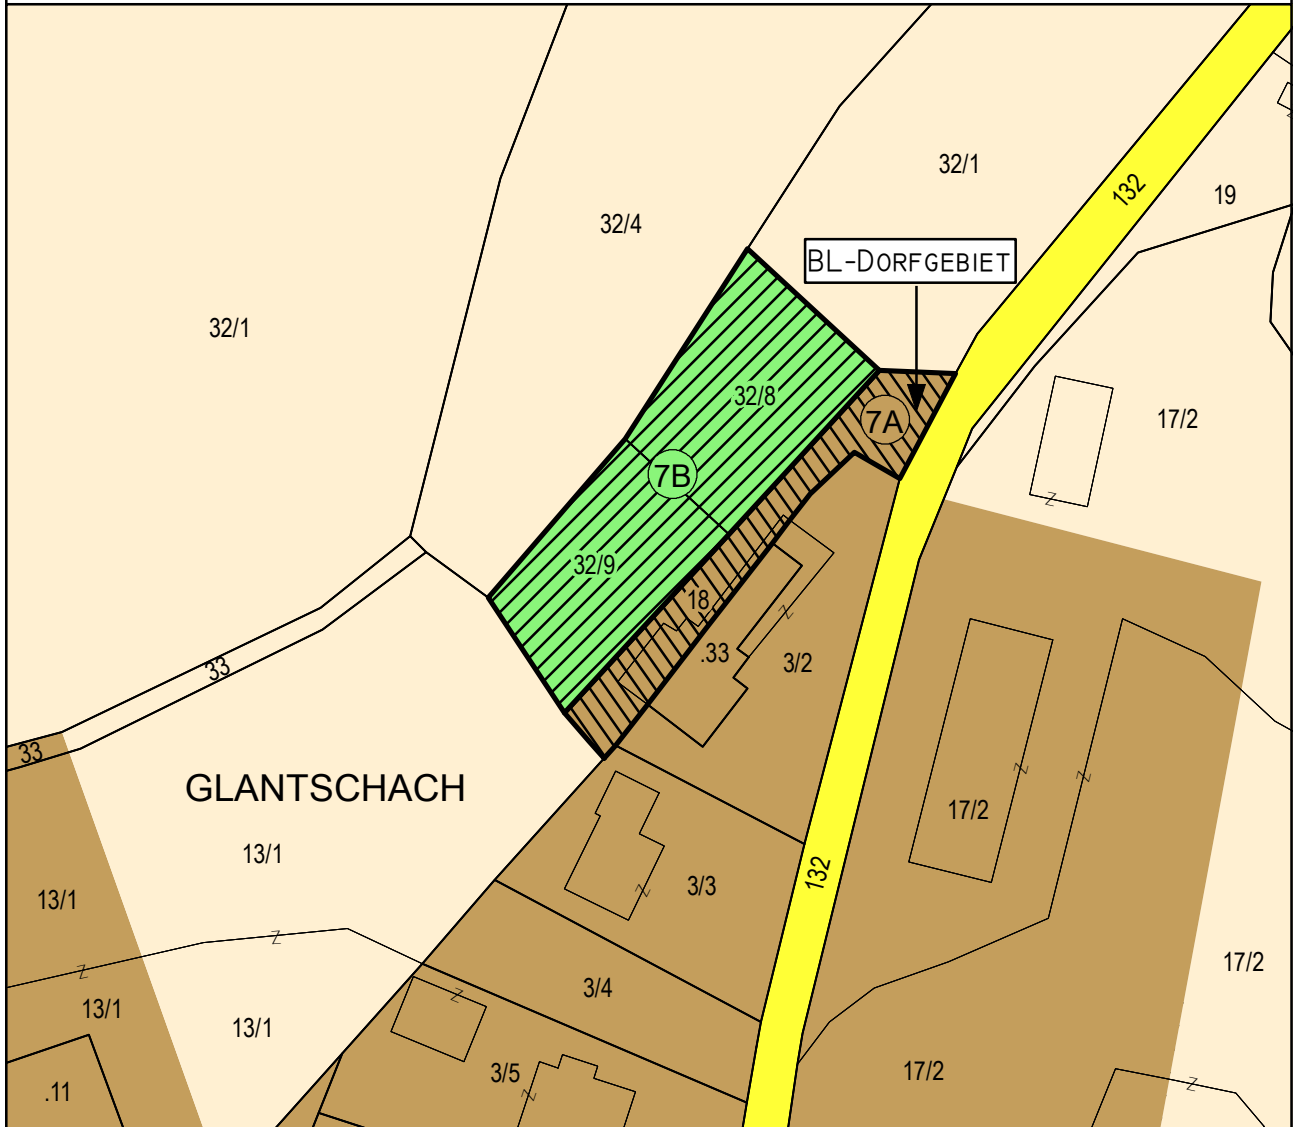 32/1
132
19
32/4
BL-DORFGEBIET
32/1
32/8
7A
17/2
7B
Z
32/9
18
Z
.33
3/2
33
33
Z
Z
GLANTSCHACH
17/2
13/1
132
13/1
3/3
Z
Z
Z
17/2
3/4
Z
13/1
13/1
3/5
17/2
Z
.11
Z